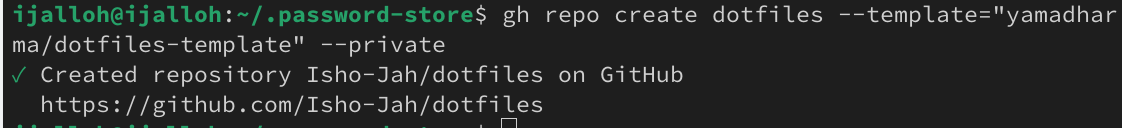 ijalloh@ijalloh:~/.password-store$ gh repo create dotfiles --template="yamadhar
ma/dotfiles-template" --private
✓ Created repository Isho-Jah/dotfiles on GitHub
https://github.com/Isho-Jah/dotfiles